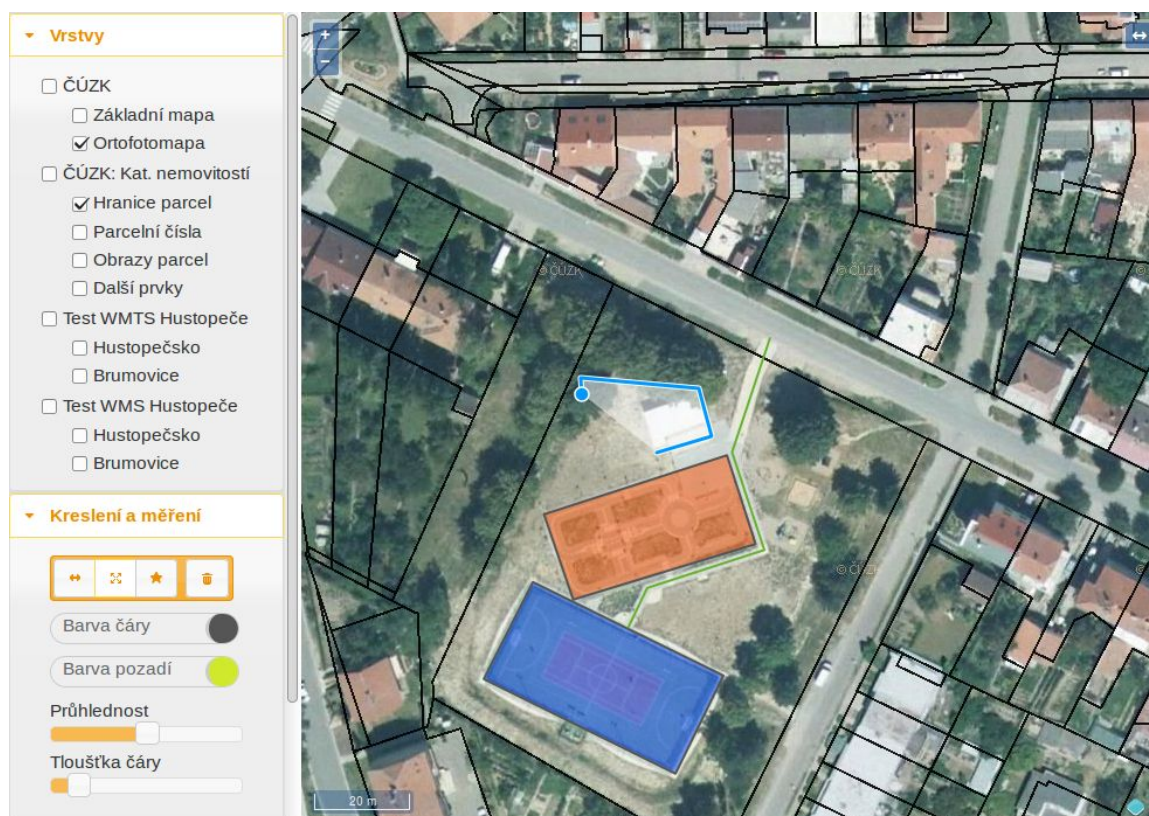 Vrstvy
ČÚZK
Základní mapa
Ortofotomapa
ČÚZK: Kat. nemovitostí
Hranice parcel
Parcelní čísla
Obrazy parcel
Další prvky
Test WMTS Hustopeče
Hustopečsko
Brumovice
Test WMS Hustopeče
Hustopečsko
Brumovice
Kreslení a měření
Barva čáry
Barva pozadí
Průhlednost
Tloušťka čáry
+
−
© ČÚZK
© ČÚZK
© ČÚZK
20 m